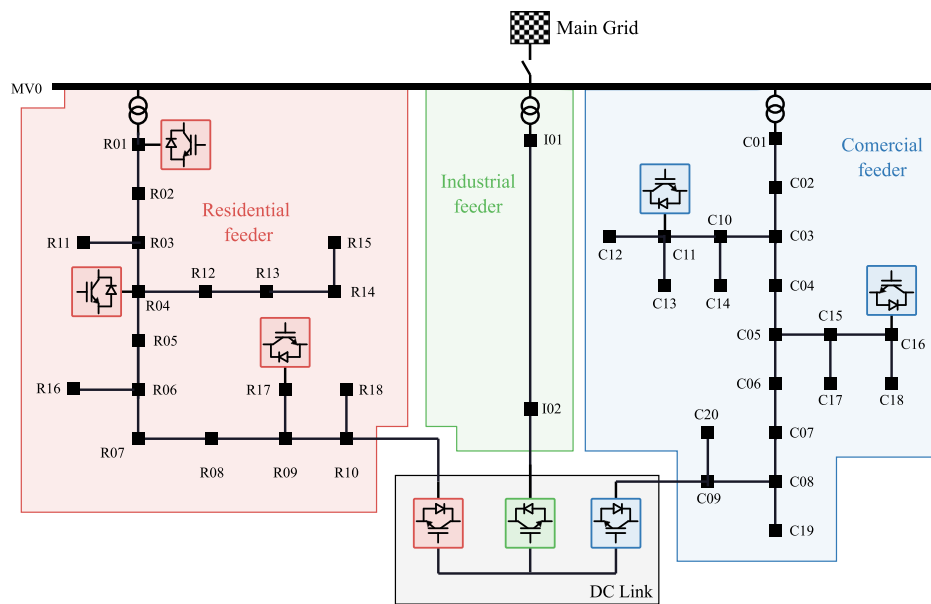 Main Grid
MV0
R01
I01
C01
Comercial
feeder
R02
Industrial
feeder
C02
Residential
feeder
R11
R03
R15
C12
C11
C10
C03
R04
R12
R13
R14
C13
C14
C04
R05
C15
C05
C16
R16
R06
R17
R18
C06
C17
C18
I02
C20
R07
R08
R09
R10
C07
C09
C08
C19
DC Link